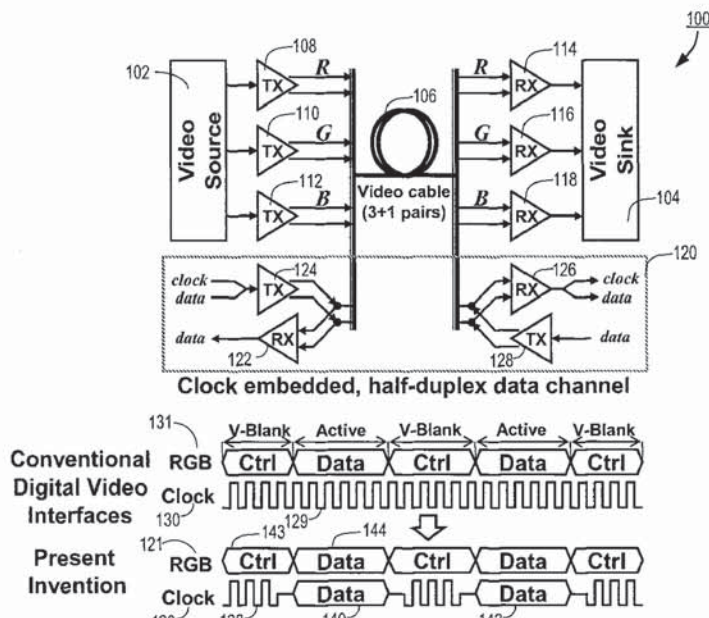 100
102
108
R
114
TX
RX
Video Source
110
G
106
G
116
TX
RX
Video Sink
112
B
Video cable
(3+1 pairs)
B
118
TX
RX
104
120
clock
data
124
TX
126
RX
clock
data
data
RX
122
TX
128
data
Clock embedded, half-duplex data channel
131
V-Blank Active V-Blank Active V-Blank
Conventional Digital Video Interfaces
RGB Ctrl Data Ctrl Data Ctrl
Clock
130
129
121
143
144
Present Invention
RGB Ctrl Data Ctrl Data Ctrl
Clock Data Data
140
142